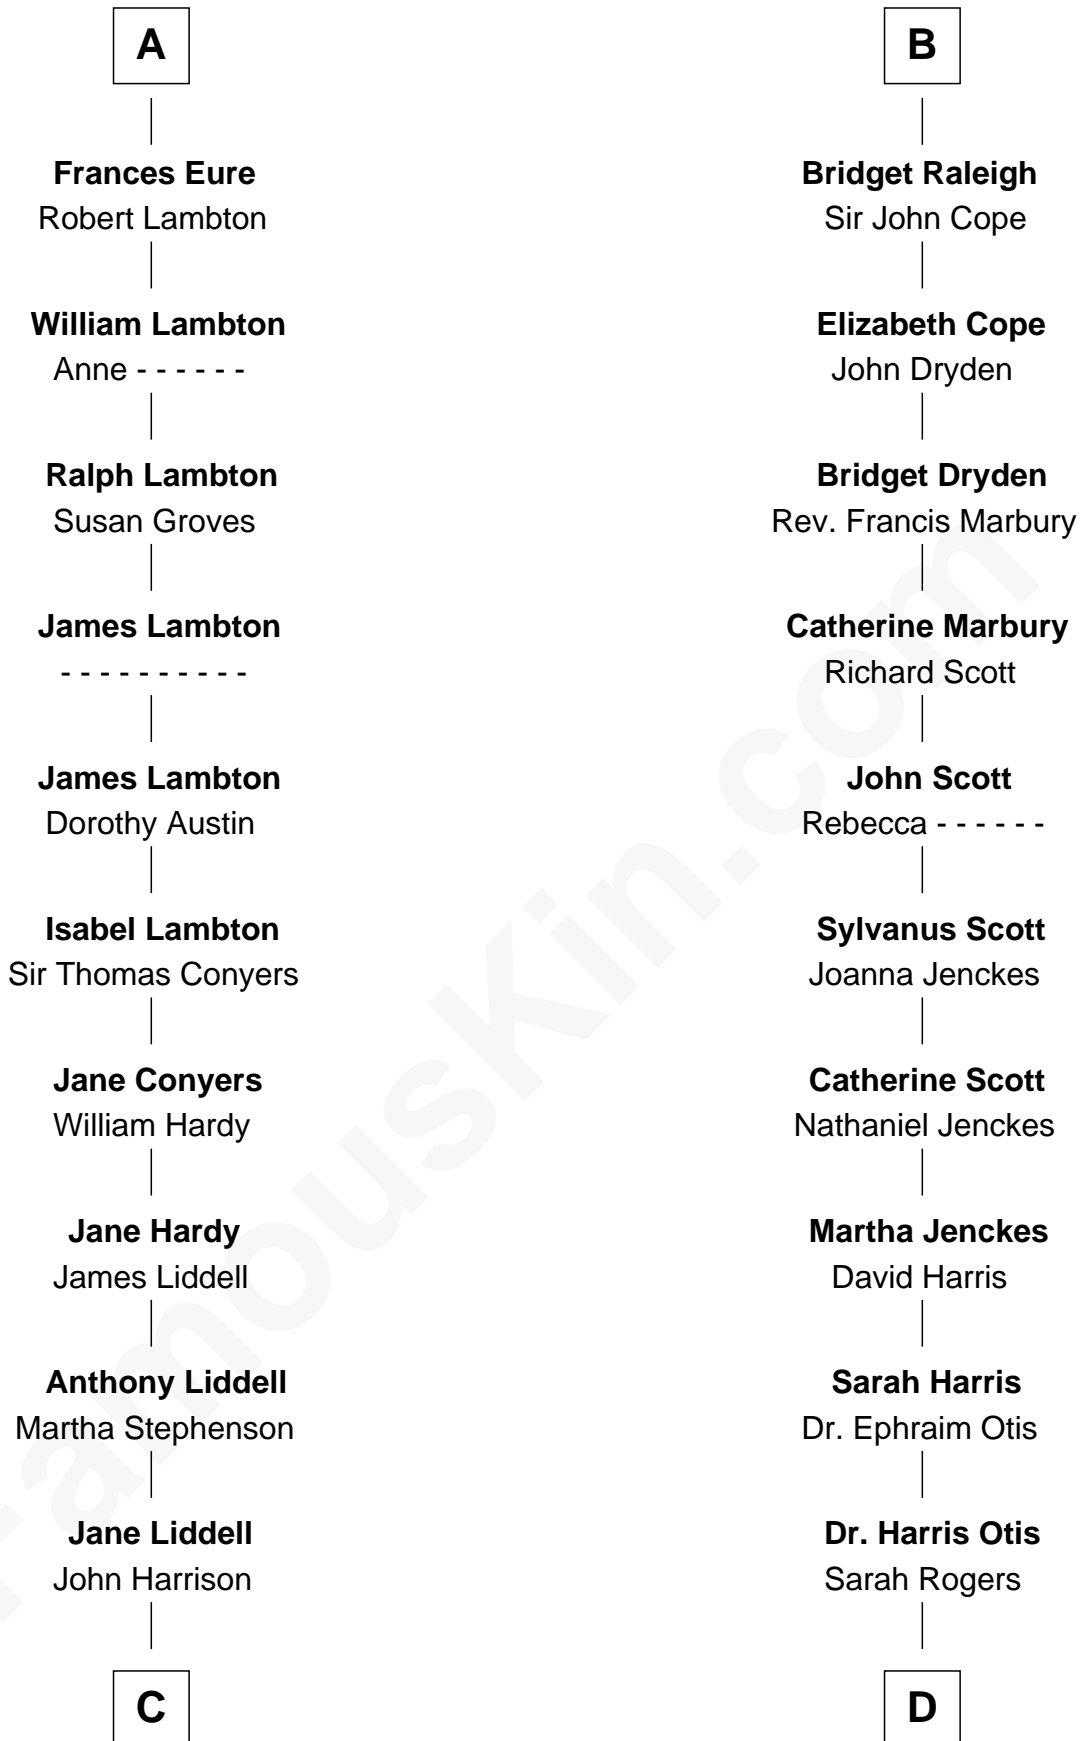 A
Frances Eure
Robert Lambton
William Lambton
Anne - - - - - -
Ralph Lambton
Susan Groves
James Lambton
- - - - - - - - - -
James Lambton
Dorothy Austin
Isabel Lambton
Sir Thomas Conyers
Jane Conyers
William Hardy
Jane Hardy
James Liddell
Anthony Liddell
Martha Stephenson
Jane Liddell
John Harrison
C
B
Bridget Raleigh
Sir John Cope
Elizabeth Cope
John Dryden
Bridget Dryden
Rev. Francis Marbury
Catherine Marbury
Richard Scott
John Scott
Rebecca - - - - - -
Sylvanus Scott
Joanna Jenckes
Catherine Scott
Nathaniel Jenckes
Martha Jenckes
David Harris
Sarah Harris
Dr. Ephraim Otis
Dr. Harris Otis
Sarah Rogers
D
FamousKin.com